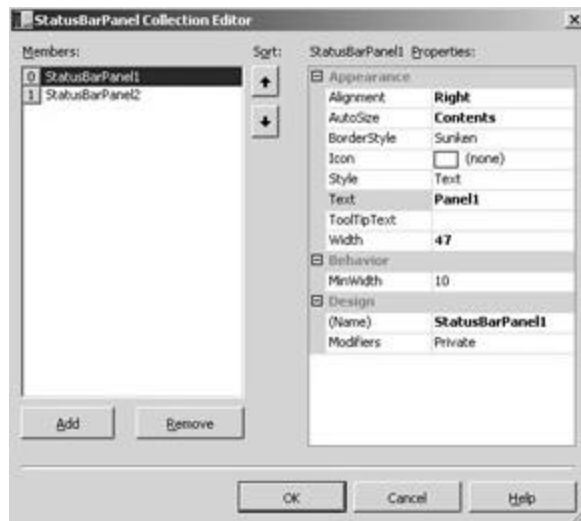 StatusBarPanel Collection Editor
Members:
0 StatusBarPanel1
1 StatusBarPanel2
Sort:
StatusBarPanel1 Properties:
Appearance
Alignment Right
AutoSize Contents
BorderStyle Sunken
Icon (none)
Style Text
Text Panel1
ToolTipText
Width 47
Behavior
MinWidth 10
Design
(Name) StatusBarPanel1
Modifiers Private
Add Remove
OK Cancel Help